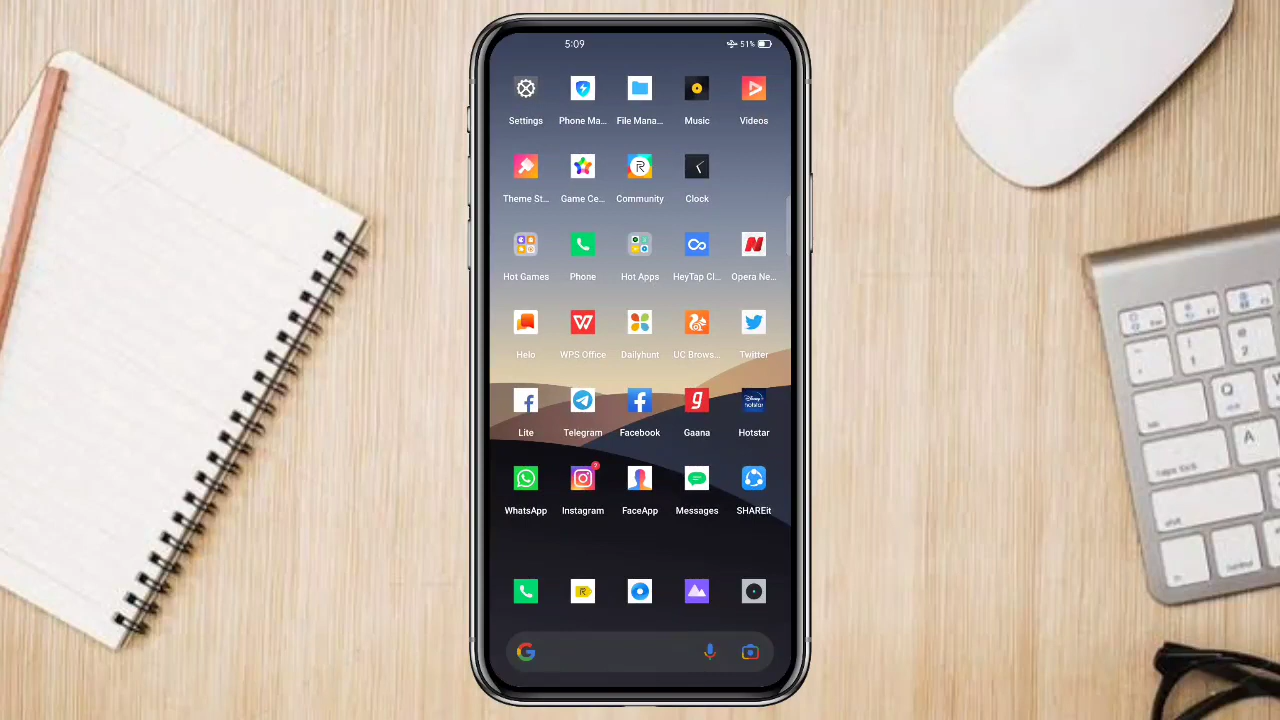 5:09 51%
Settings Phone Ma... File Mana... Music Videos
Theme St... Game Ce... Community Clock
Hot Games Phone Hot Apps HeyTap Cl... Opera Ne...
Helo WPS Office Dailyhunt UC Brows... Twitter
Lite Telegram Facebook Gaana Hotstar
2
WhatsApp Instagram FaceApp Messages SHAREit